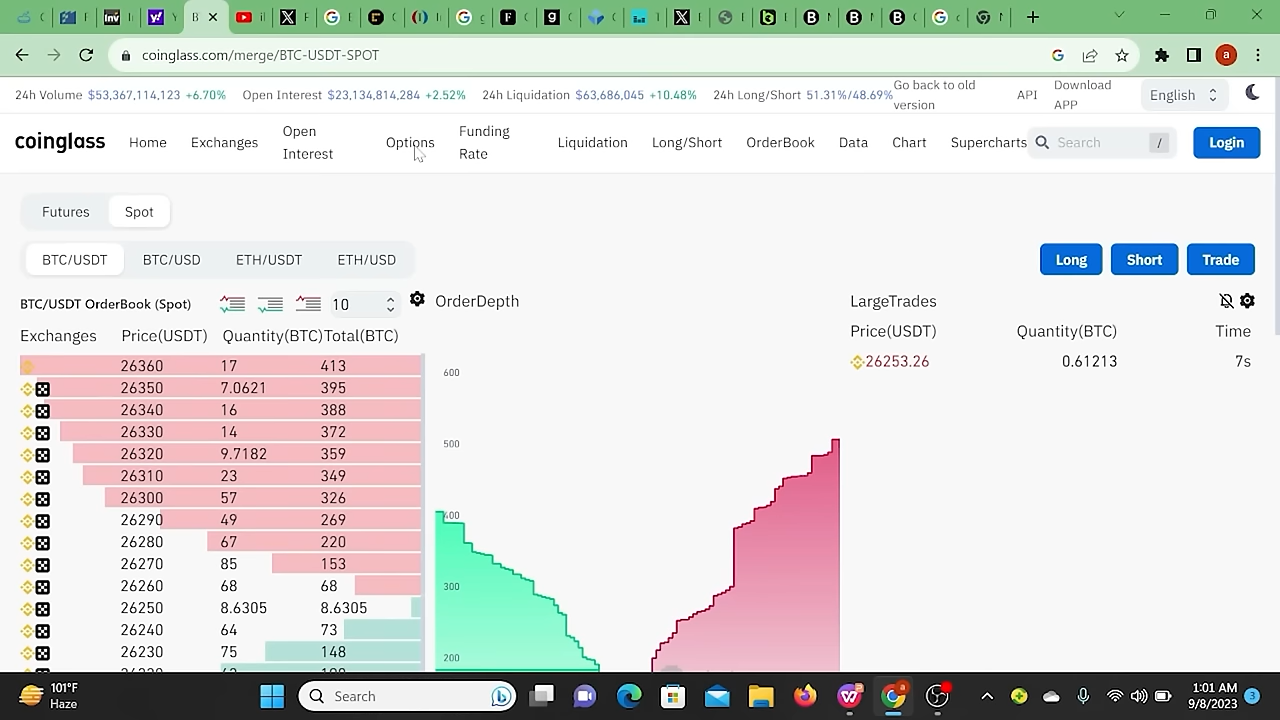 coinglass.com/merge/BTC-USDT-SPOT
24h Volume $53,367,114,123 +6.70% Open Interest $23,134,814,284 +2.52% 24h Liquidation $63,686,045 +10.48% 24h Long/Short 51.31%/48.69% Go back to old version API Download APP English
coinglass Home Exchanges Open Interest Options Funding Rate Liquidation Long/Short OrderBook Data Chart Supercharts Search / Login
Futures Spot
BTC/USDT BTC/USD ETH/USDT ETH/USD Long Short Trade
BTC/USDT OrderBook (Spot) 10 OrderDepth LargeTrades
Exchanges Price(USDT) Quantity(BTC) Total(BTC) Price(USDT) Quantity(BTC) Time
26253.26 0.61213 7s
26360 17 413
26350 7.0621 395
26340 16 388
26330 14 372
26320 9.7182 359
26310 23 349
26300 57 326
26290 49 269
26280 67 220
26270 85 153
26260 68 68
26250 8.6305 8.6305
26240 64 73
26230 75 148
600
500
400
300
200
101°F
Haze
Search
1:01 AM
9/8/2023
3